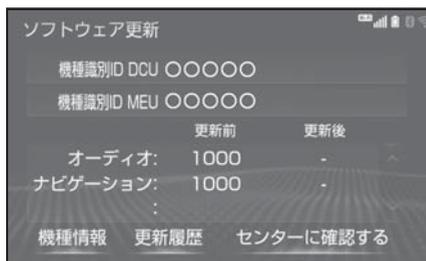 ソフトウェア更新
機種識別ID DCU 〇〇〇〇〇
機種識別ID MEU 〇〇〇〇〇
更新前 更新後
オーディオ: 1000 -
ナビゲーション: 1000 -
:
機種情報 更新履歴 センターに確認する